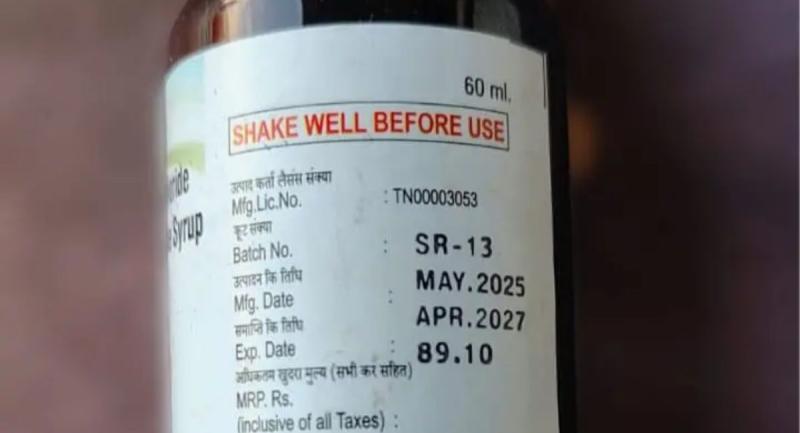 60 ml.
SHAKE WELL BEFORE USE
उत्पाद कर्ता लैसंस संक्या
Mfg.Lic.No. : TN00003053
कूट संक्या
Batch No. : SR-13
उत्पादन कि तिथि
Mfg. Date : MAY.2025
समाप्ति कि तिथि
Exp. Date : APR.2027
अधिकतम खुदरा मुल्य (सभी कर सहित)
MRP. Rs. 89.10
(inclusive of all Taxes) :
Syrup